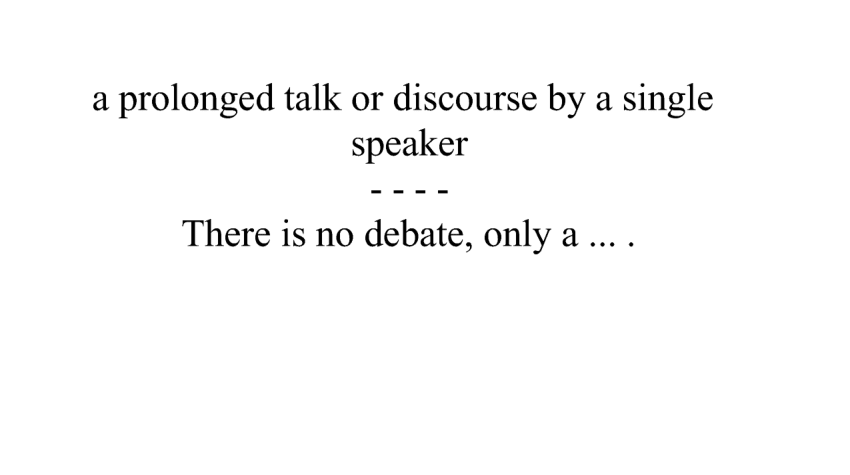 a prolonged talk or discourse by a single
speaker
- - - -
There is no debate, only a ... .